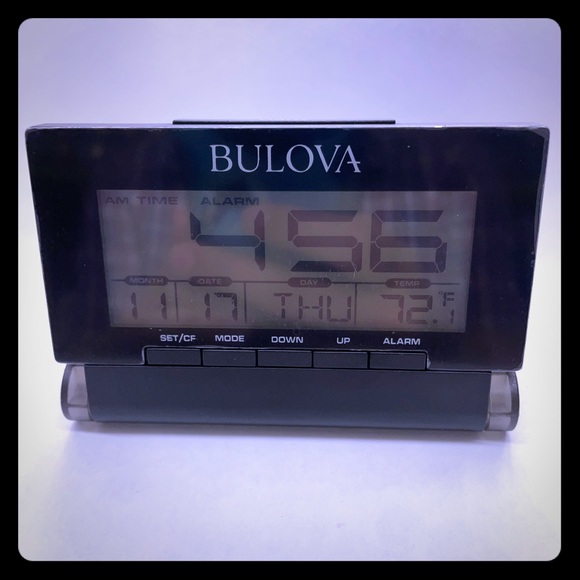 BULOVA
AM TIME ALARM
456
MONTH DATE DAY TEMP
11 17 THU 72.1 °F
SET/CF MODE DOWN UP ALARM